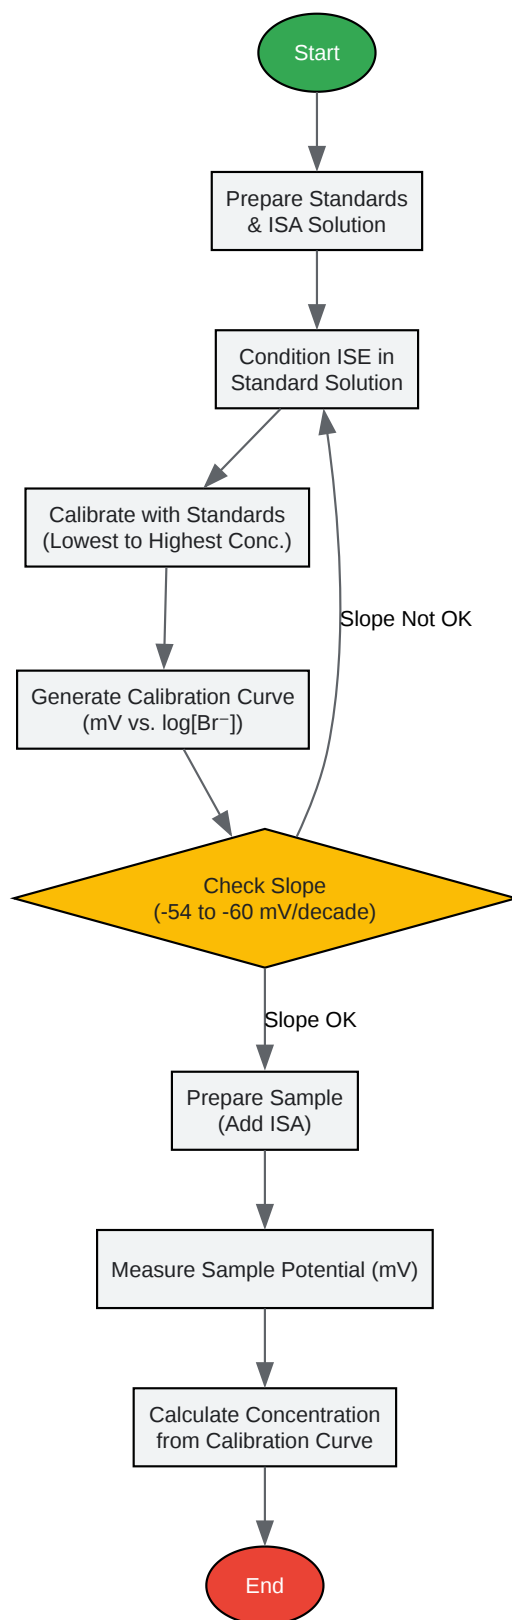 Start
Prepare Standards
& ISA Solution
Condition ISE in
Standard Solution
Calibrate with Standards
(Lowest to Highest Conc.)
Slope Not OK
Generate Calibration Curve
(mV vs. log[Br⁻])
Check Slope
(-54 to -60 mV/decade)
Slope OK
Prepare Sample
(Add ISA)
Measure Sample Potential (mV)
Calculate Concentration
from Calibration Curve
End